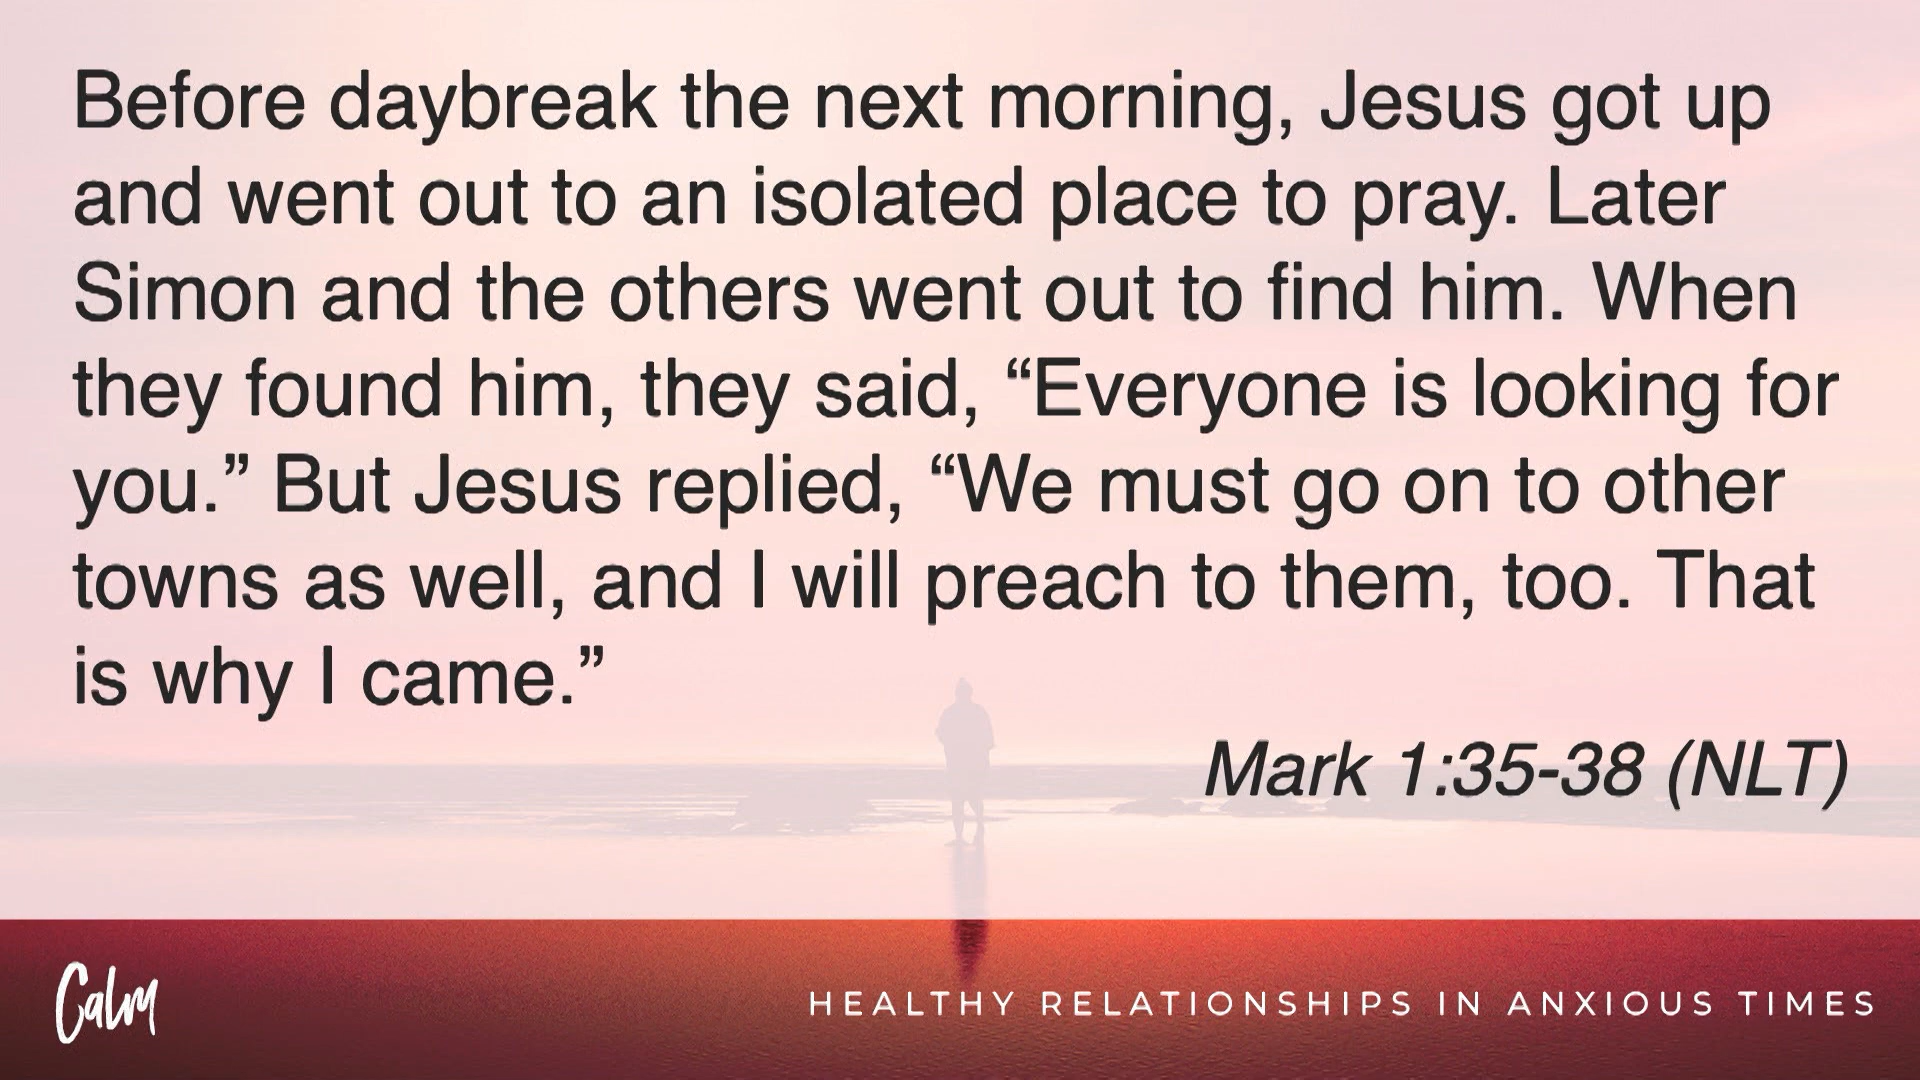 Before daybreak the next morning, Jesus got up
and went out to an isolated place to pray. Later
Simon and the others went out to find him. When
they found him, they said, “Everyone is looking for
you.” But Jesus replied, “We must go on to other
towns as well, and I will preach to them, too. That
is why I came.”
Mark 1:35-38 (NLT)
Calm
HEALTHY RELATIONSHIPS IN ANXIOUS TIMES